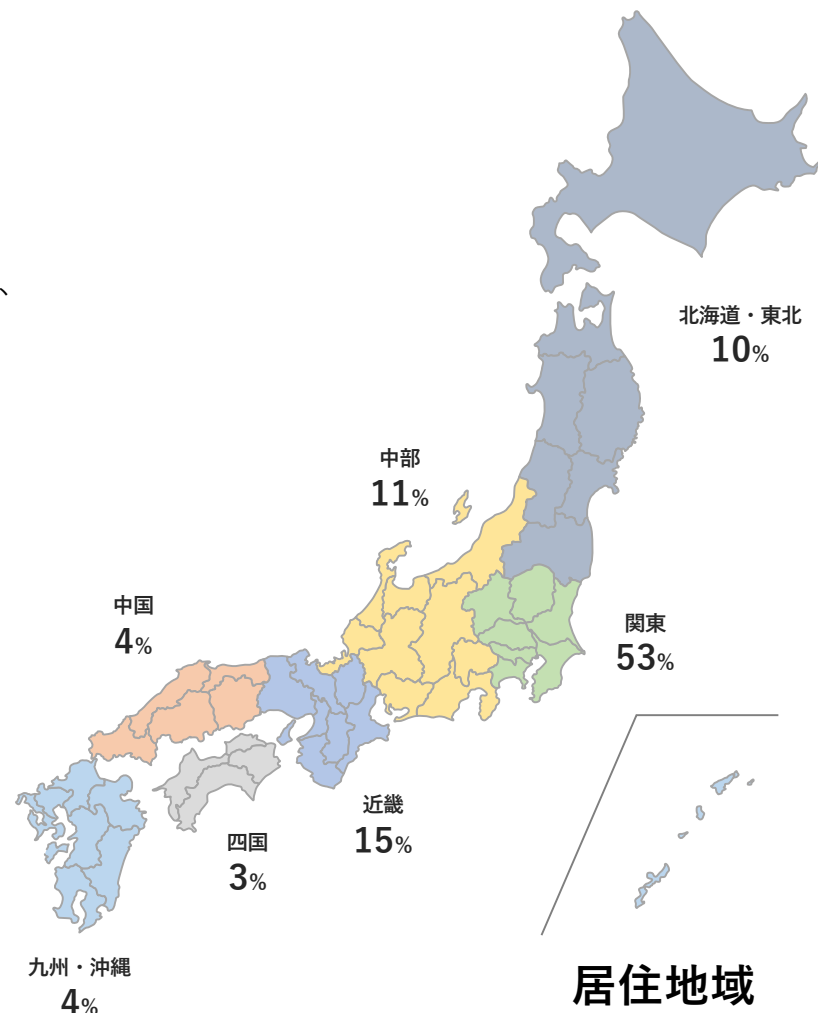 、
北海道・東北
10%
中部
11%
中国
4%
関東
53%
近畿
15%
四国
3%
九州・沖縄
4%
居住地域